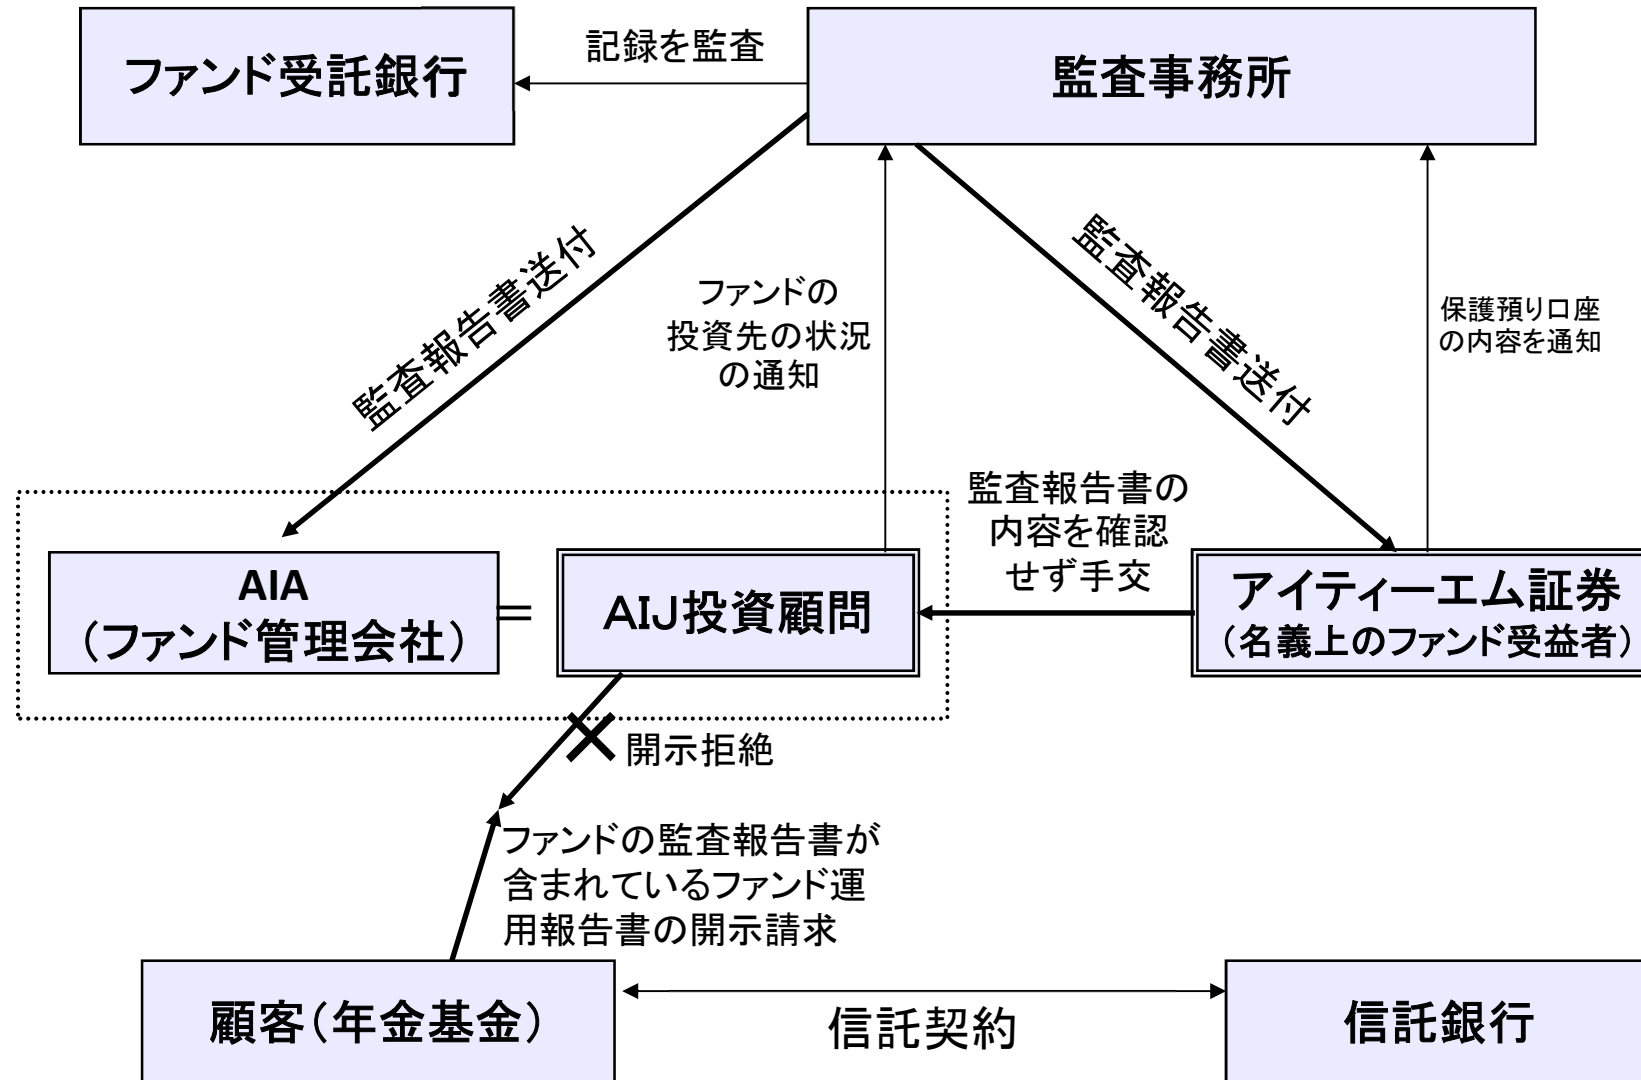 ファンド受託銀行
記録を監査
監査事務所
監査報告書送付
ファンドの
投資先の状況
の通知
監査報告書送付
保護預り口座
の内容を通知
監査報告書の
内容を確認
せず手交
AIA
（ファンド管理会社）
＝
AIJ投資顧問
アイティーエム証券
（名義上のファンド受益者）
開示拒絶
ファンドの監査報告書が
含まれているファンド運
用報告書の開示請求
顧客（年金基金）
信託契約
信託銀行